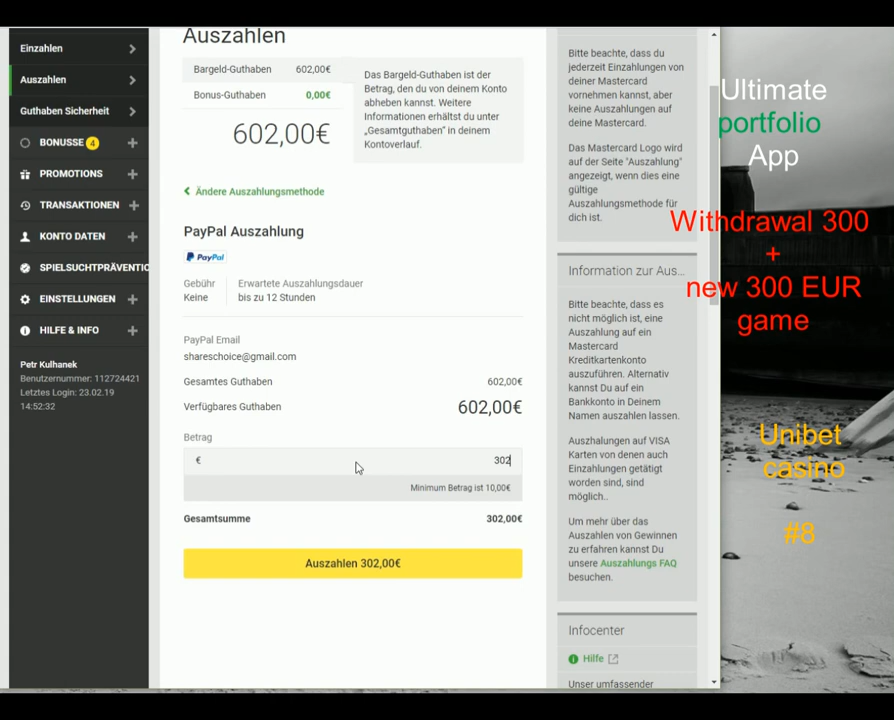 Einzahlen
Auszahlen
Guthaben Sicherheit
BONUSSE 4
PROMOTIONS
TRANSAKTIONEN
KONTO DATEN
SPIELSUCHTPRÄVENTIO
EINSTELLUNGEN
HILFE & INFO
Petr Kulhanek
Benutzernummer: 112724421
Letztes Login: 23.02.19
14:52:32
Auszahlen
Bargeld-Guthaben 602,00€
Bonus-Guthaben 0,00€
602,00€
Das Bargeld-Guthaben ist der
Betrag, den du von deinem Konto
abheben kannst. Weitere
Informationen erhältst du unter
„Gesamtguthaben" in deinem
Kontoverlauf.
Ändere Auszahlungsmethode
PayPal Auszahlung
PayPal
Gebühr
Keine
Erwartete Auszahlungsdauer
bis zu 12 Stunden
PayPal Email
shareschoice@gmail.com
Gesamtes Guthaben 602,00€
Verfügbares Guthaben 602,00€
Betrag
€ 302
Minimum Betrag ist 10,00€
Gesamtsumme 302,00€
Auszahlen 302,00€
Bitte beachte, dass du
jederzeit Einzahlungen von
deiner Mastercard
vornehmen kannst, aber
keine Auszahlungen auf
deine Mastercard.
Das Mastercard Logo wird
auf der Seite "Auszahlung"
angezeigt, wenn dies eine
gültige
Auszahlungsmethode für
dich ist.
Information zur Aus...
Bitte beachte, dass es
nicht möglich ist, eine
Auszahlung auf ein
Mastercard
Kreditkartenkonto
auszuführen. Alternativ
kannst Du auf ein
Bankkonto in Deinem
Namen auszahlen lassen.
Auszhalungen auf VISA
Karten von denen auch
Einzahlungen getätigt
worden sind, sind
möglich..
Um mehr über das
Auszahlen von Gewinnen
zu erfahren kannst Du
unsere Auszahlungs FAQ
besuchen.
Infocenter
Hilfe
Unser umfassender
Ultimate
portfolio
App
Withdrawal 300
+
new 300 EUR
game
Unibet
casino
#8